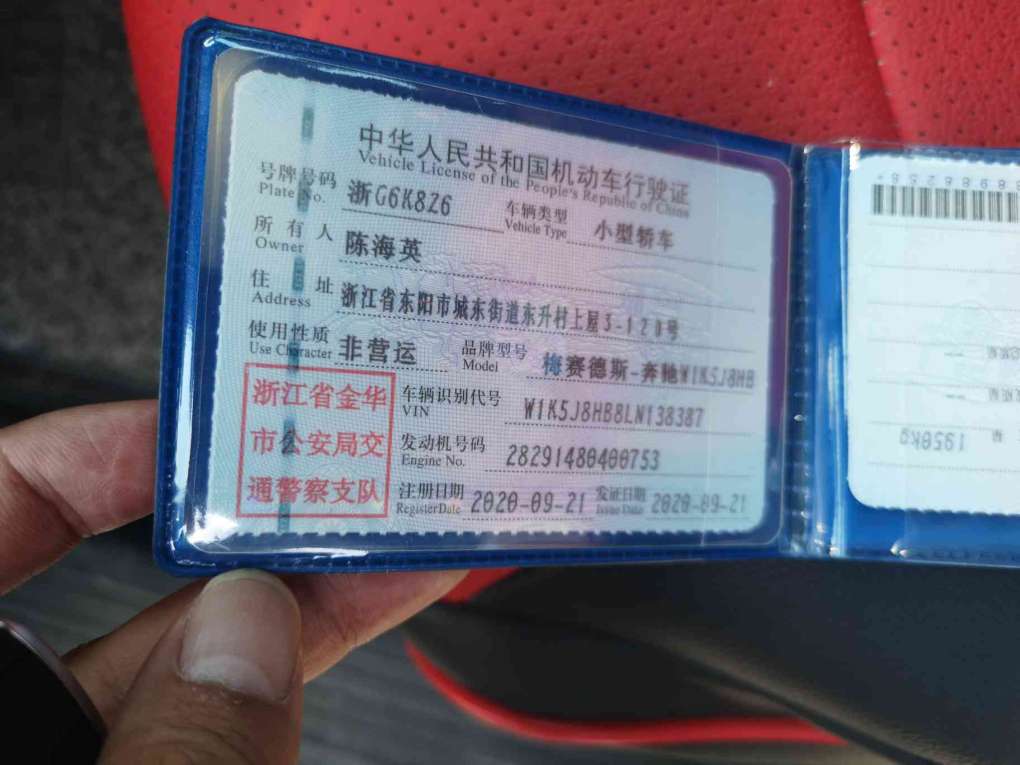 中华人民共和国机动车行驶证
Vehicle License of the People's Republic of China
号牌号码 浙G6K8Z6 车辆类型 小型轿车
Plate No. Vehicle Type
所有人 陈海英
Owner
住址 浙江省东阳市城东街道东升村上屋3-120号
Address
使用性质 非营运 品牌型号 梅赛德斯-奔驰W1K5J8HB
Use Character Model
浙江省金华
市公安局交
通警察支队
车辆识别代号 W1K5J8HB8LN138387
VIN
发动机号码 28291480400753
Engine No.
注册日期 2020-09-21 发证日期 2020-09-21
Register Date Issue Date
1950kg